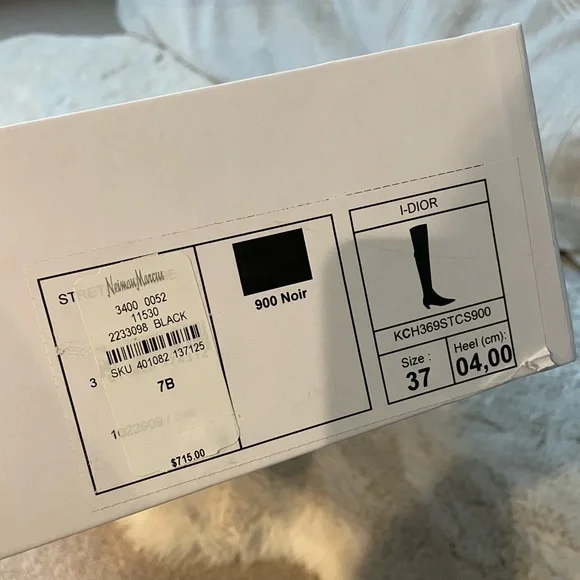 Neiman Marcus
3400 0052
11530
2233098 BLACK
SKU 401082 137125
7B
$715.00
900 Noir
I-DIOR
KCH369STCS900
Size :
37
Heel (cm):
04,00